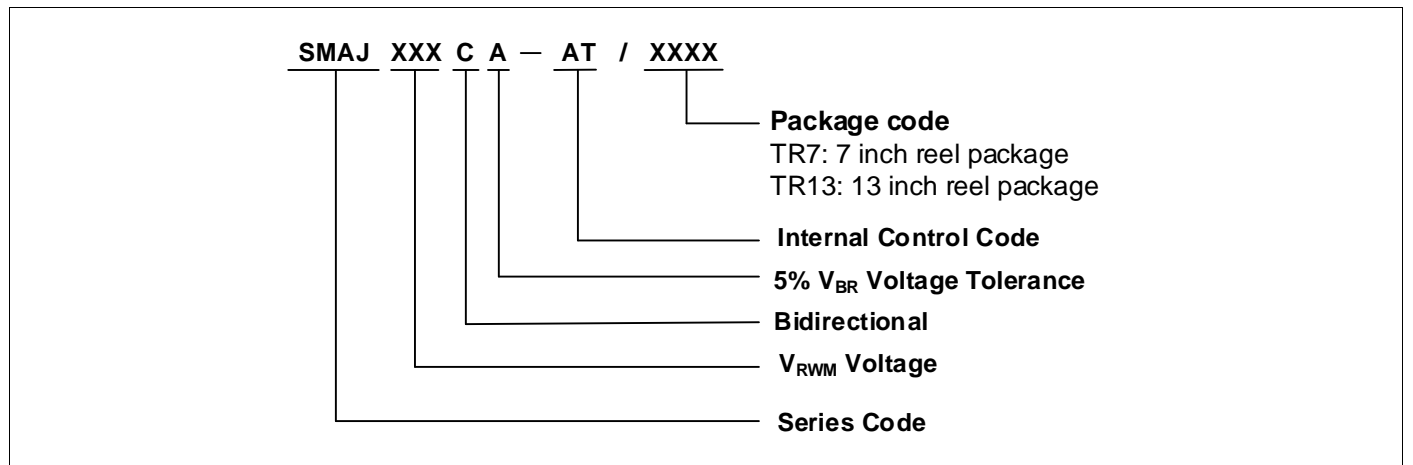 SMAJ XXX C A — AT / XXXX
Package code
TR7: 7 inch reel package
TR13: 13 inch reel package
Internal Control Code
5% VBR Voltage Tolerance
Bidirectional
VRWM Voltage
Series Code